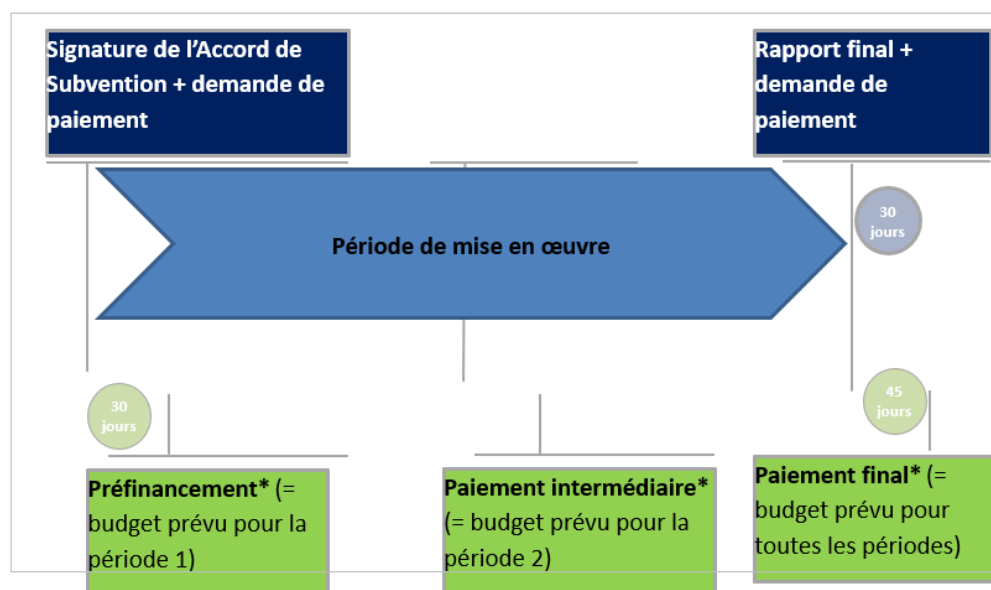 Signature de l’Accord de
Subvention + demande de
paiement
Rapport final +
demande de
paiement
30
jours
Période de mise en œuvre
30
jours
45
jours
Préfinancement* (=
budget prévu pour la
période 1)
Paiement intermédiaire*
(= budget prévu pour la
période 2)
Paiement final* (=
budget prévu pour
toutes les périodes)